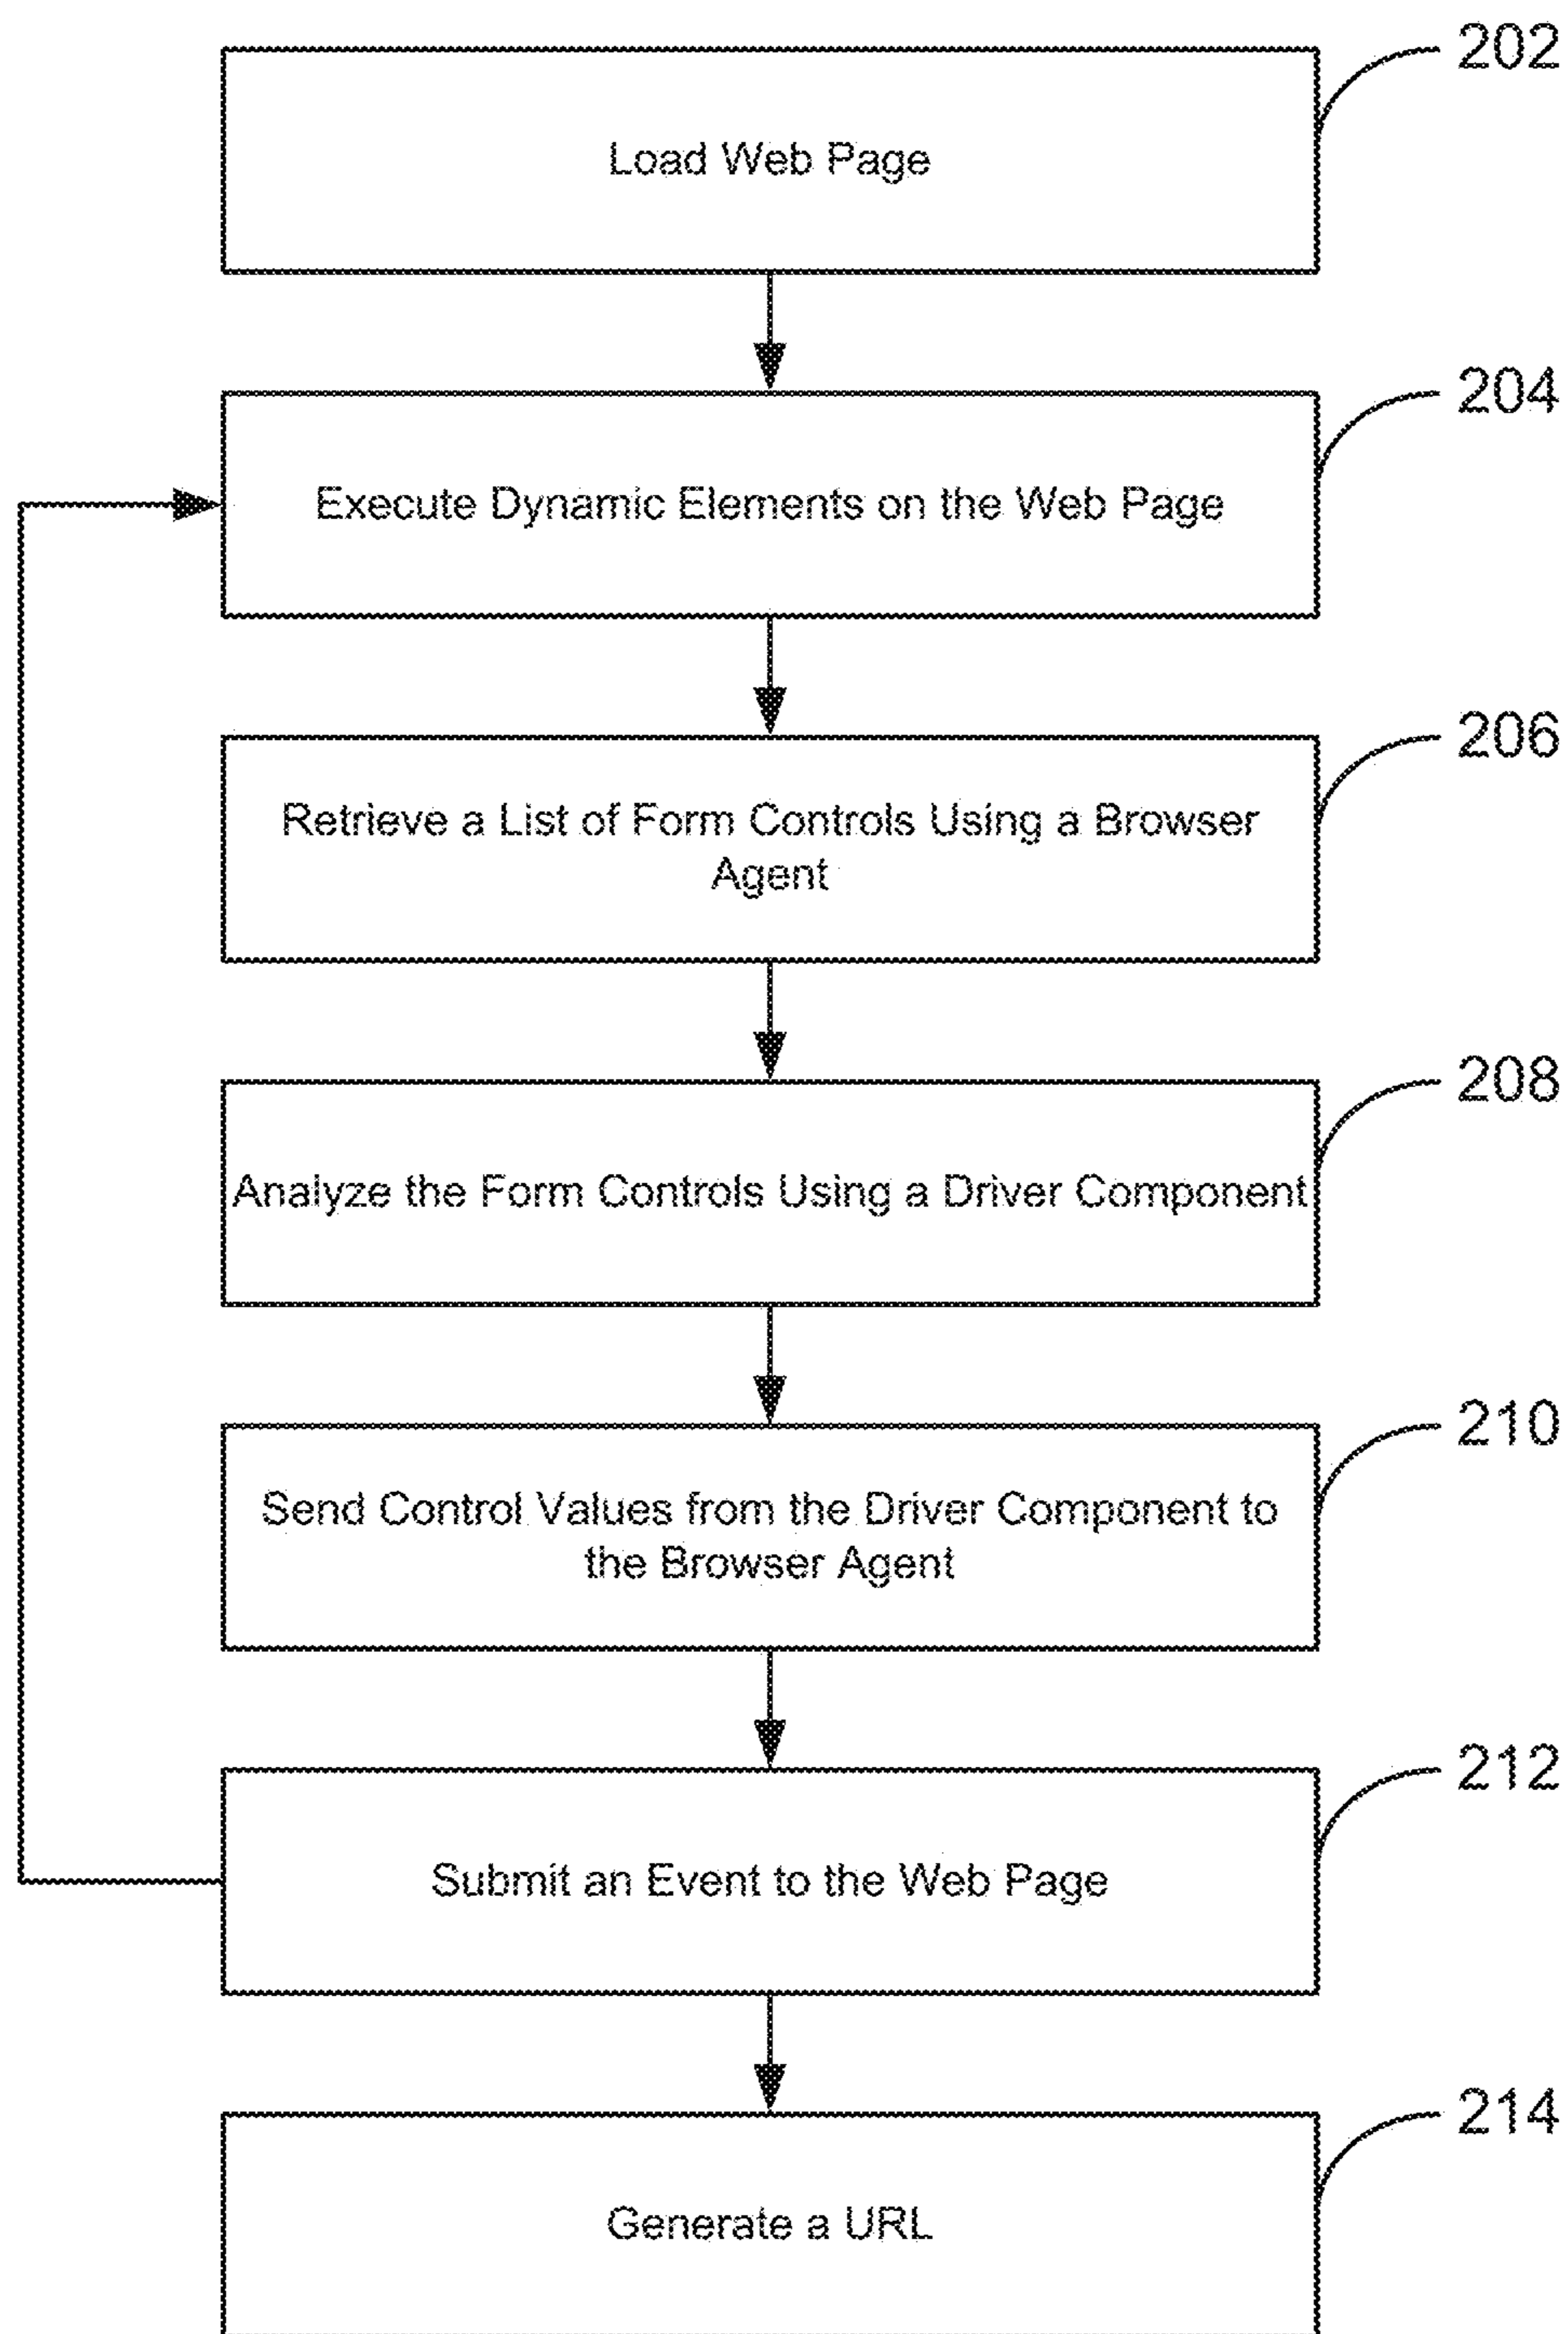 202
Load Web Page
204
Execute Dynamic Elements on the Web Page
206
Retrieve a List of Form Controls Using a Browser
Agent
208
Analyze the Form Controls Using a Driver Component
210
Send Control Values from the Driver Component to
the Browser Agent
212
Submit an Event to the Web Page
214
Generate a URL